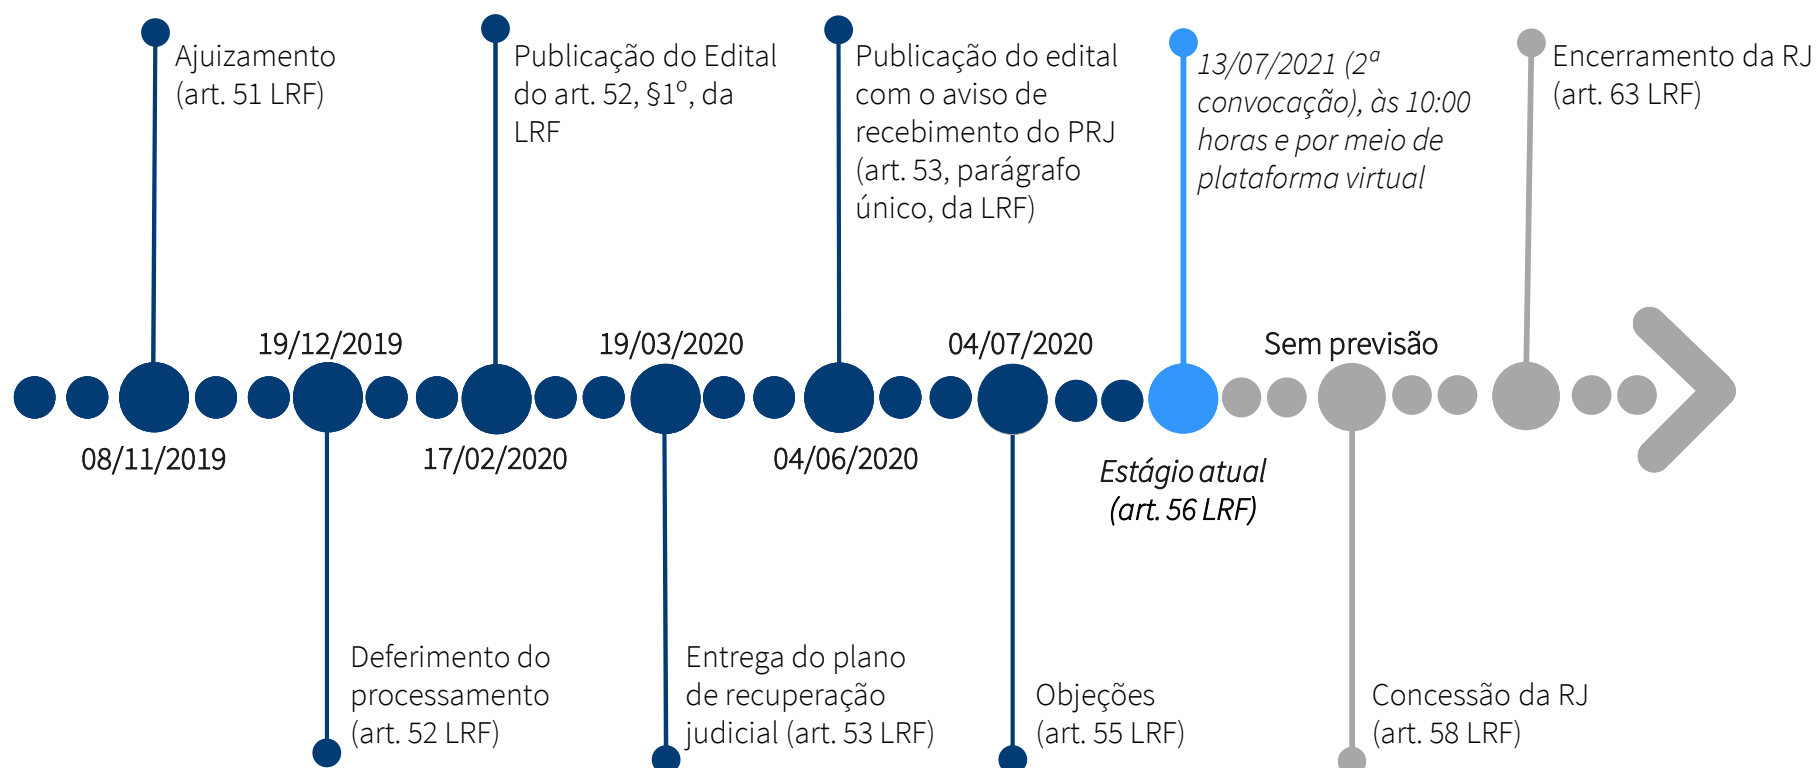 Ajuizamento
(art. 51 LRF)
Publicação do Edital
do art. 52, §1º, da
LRF
Publicação do edital
com o aviso de
recebimento do PRJ
(art. 53, parágrafo
único, da LRF)
13/07/2021 (2ª
convocação), às 10:00
horas e por meio de
plataforma virtual
Encerramento da RJ
(art. 63 LRF)
19/12/2019
19/03/2020
04/07/2020
Sem previsão
08/11/2019
17/02/2020
04/06/2020
Estágio atual
(art. 56 LRF)
Deferimento do
processamento
(art. 52 LRF)
Entrega do plano
de recuperação
judicial (art. 53 LRF)
Objeções
(art. 55 LRF)
Concessão da RJ
(art. 58 LRF)